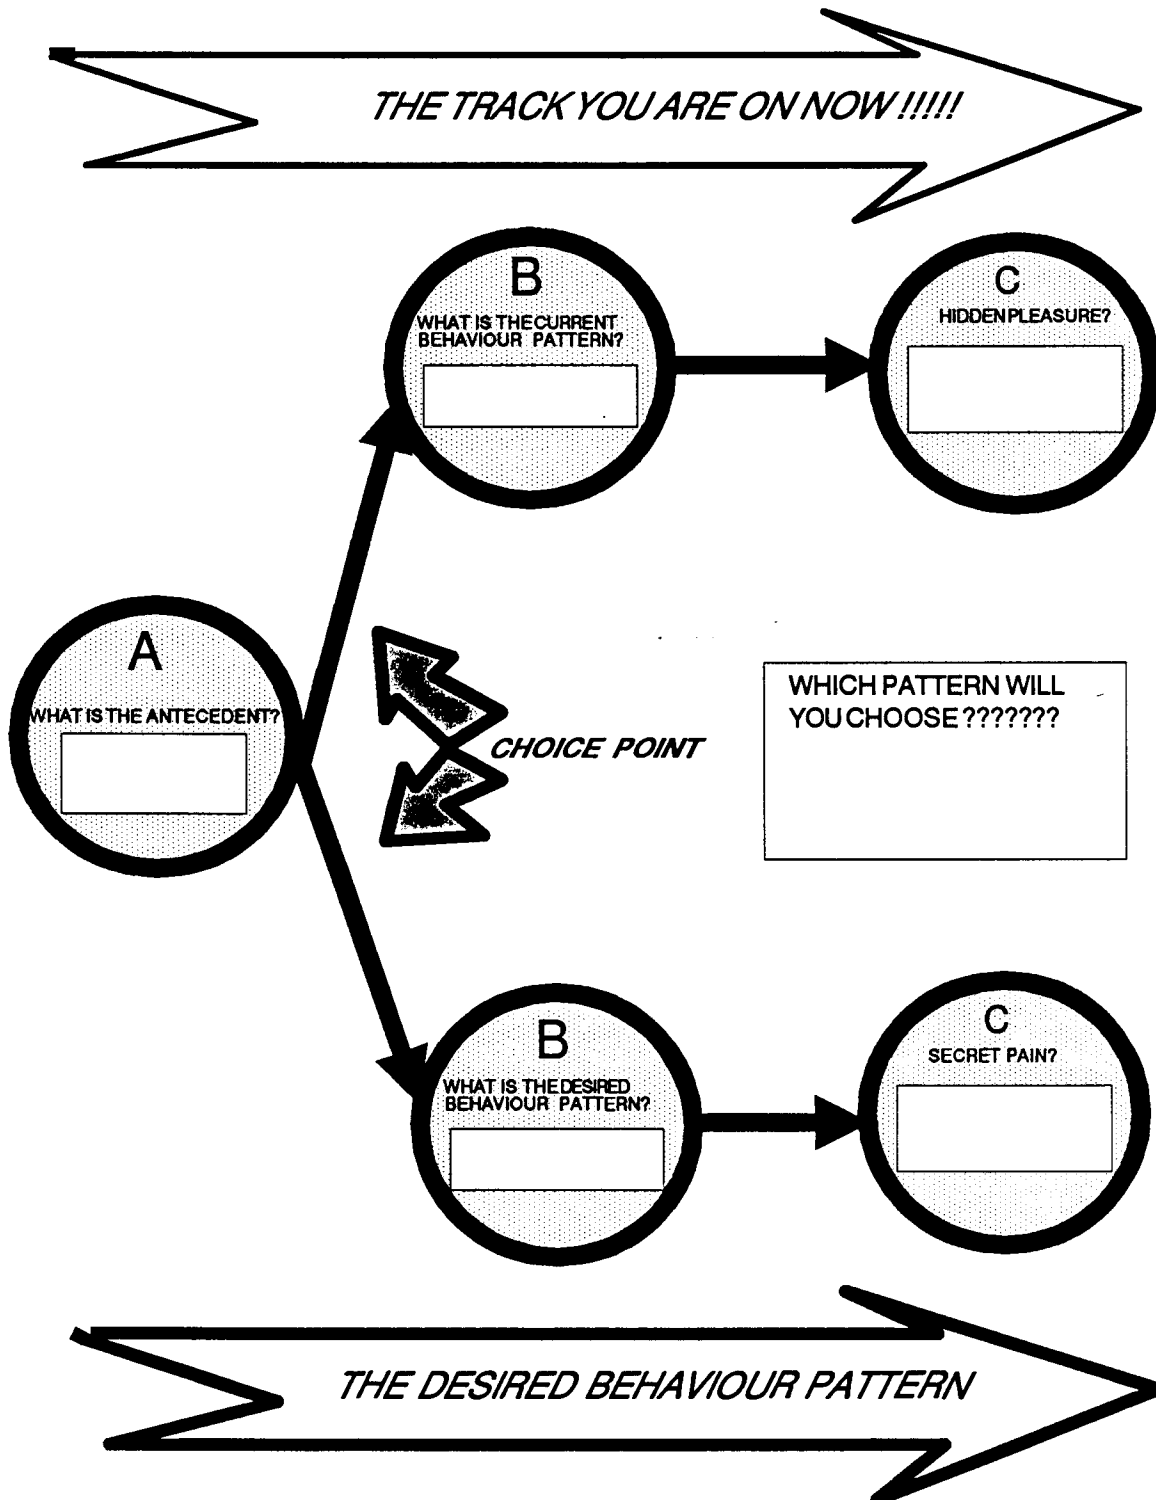 THE TRACK YOU ARE ON NOW !!!!!
B
WHAT IS THE CURRENT
BEHAVIOUR PATTERN?
C
HIDDEN PLEASURE?
A
WHAT IS THE ANTECEDENT?
CHOICE POINT
WHICH PATTERN WILL
YOU CHOOSE ???????
B
WHAT IS THE DESIRED
BEHAVIOUR PATTERN?
C
SECRET PAIN?
THE DESIRED BEHAVIOUR PATTERN